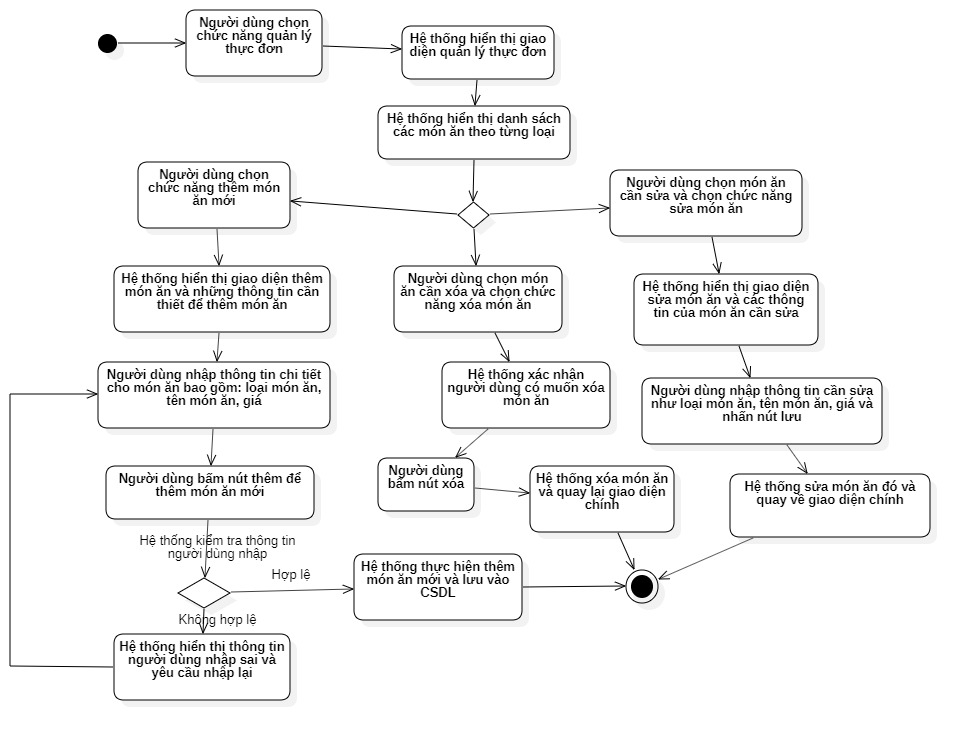 Người dùng chọn
chức năng quản lý
thực đơn
Hệ thống hiển thị giao
diện quản lý thực đơn
Hệ thống hiển thị danh sách
các món ăn theo từng loại
Người dùng chọn
chức năng thêm món
ăn mới
Người dùng chọn món ăn
cần sửa và chọn chức năng
sửa món ăn
Hệ thống hiển thị giao diện thêm
món ăn và những thông tin cần
thiết để thêm món ăn
Người dùng chọn món
ăn cần xóa và chọn chức
năng xóa món ăn
Hệ thống hiển thị giao diện
sửa món ăn và các thông
tin của món ăn cần sửa
Người dùng nhập thông tin chi tiết
cho món ăn bao gồm: loại món ăn,
tên món ăn, giá
Hệ thống xác nhận
người dùng có muốn xóa
món ăn
Người dùng nhập thông tin cần sửa
như loại món ăn, tên món ăn, giá và
nhấn nút lưu
Người dùng bấm nút thêm để
thêm món ăn mới
Người dùng
bấm nút xóa
Hệ thống xóa món ăn
và quay lại giao diện
chính
Hệ thống sửa món ăn đó và
quay về giao diện chính
Hệ thống kiểm tra thông tin
người dùng nhập
Hợp lệ
Hệ thống thực hiện thêm
món ăn mới và lưu vào
CSDL
Không hợp lệ
Hệ thống hiển thị thông tin
người dùng nhập sai và
yêu cầu nhập lại